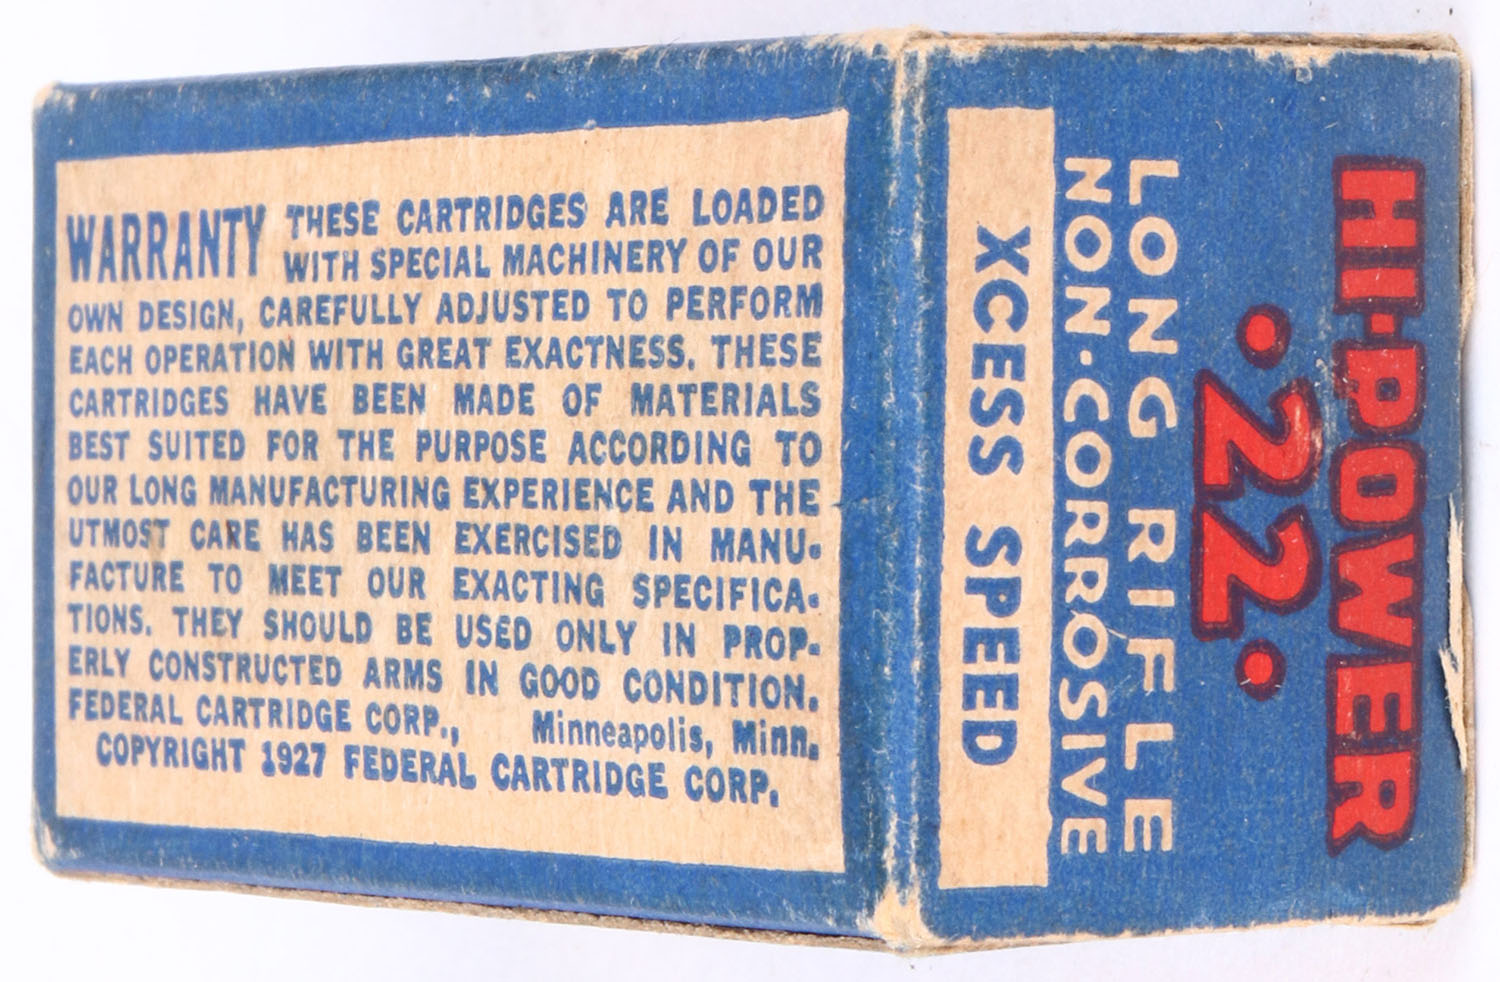 WARRANTY THESE CARTRIDGES ARE LOADED
WITH SPECIAL MACHINERY OF OUR
OWN DESIGN, CAREFULLY ADJUSTED TO PERFORM
EACH OPERATION WITH GREAT EXACTNESS. THESE
CARTRIDGES HAVE BEEN MADE OF MATERIALS
BEST SUITED FOR THE PURPOSE ACCORDING TO
OUR LONG MANUFACTURING EXPERIENCE AND THE
UTMOST CARE HAS BEEN EXERCISED IN MANU-
FACTURE TO MEET OUR EXACTING SPECIFICA-
TIONS. THEY SHOULD BE USED ONLY IN PROP-
ERLY CONSTRUCTED ARMS IN GOOD CONDITION.
FEDERAL CARTRIDGE CORP., Minneapolis, Minn.
COPYRIGHT 1927 FEDERAL CARTRIDGE CORP.
HI-POWER
.22.
LONG RIFLE
NON-CORROSIVE
XCESS SPEED